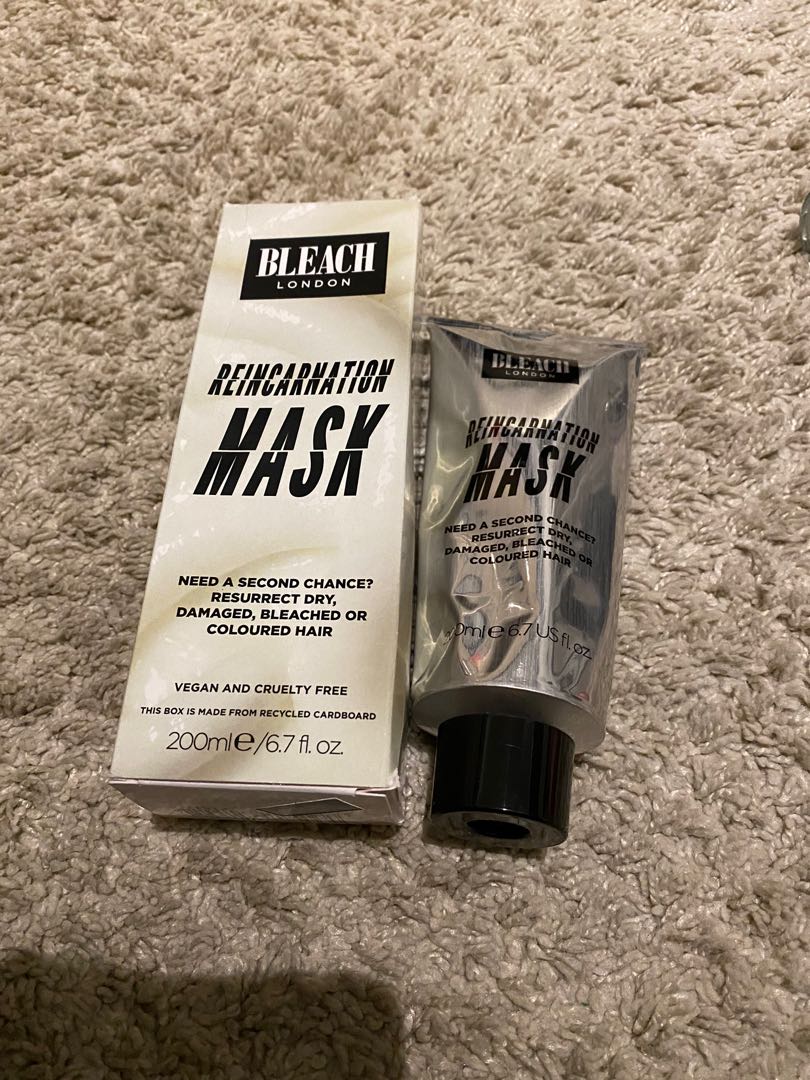 BLEACH
LONDON
REINCARNATION
MASK
NEED A SECOND CHANCE?
RESURRECT DRY,
DAMAGED, BLEACHED OR
COLOURED HAIR
VEGAN AND CRUELTY FREE
THIS BOX IS MADE FROM RECYCLED CARDBOARD
200ml℮/6.7 fl. oz.
BLEACH
LONDON
REINCARNATION
MASK
NEED A SECOND CHANCE?
RESURRECT DRY,
DAMAGED, BLEACHED OR
COLOURED HAIR
℮ 6.7 US fl. oz.